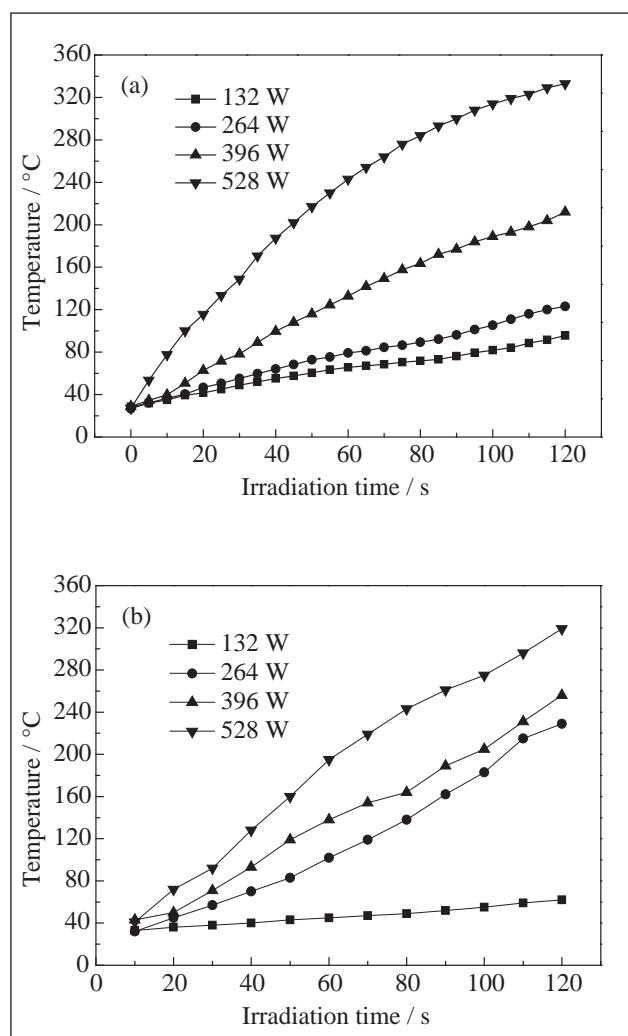 360
320
280
240
200
160
120
80
40
0
Temperature / °C
(a)
132 W
264 W
396 W
528 W
0 20 40 60 80 100 120
Irradiation time / s
360
320
280
240
200
160
120
80
40
0
Temperature / °C
(b)
132 W
264 W
396 W
528 W
0 20 40 60 80 100 120
Irradiation time / s